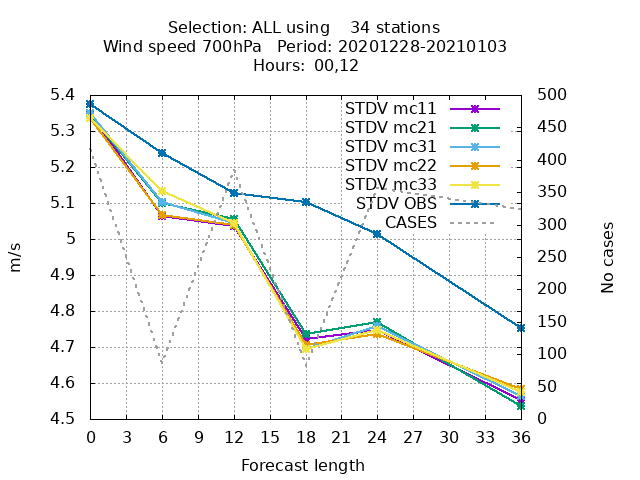 Selection: ALL using    34 stations
Wind speed 700hPa   Period: 20201228-20210103
Hours:  00,12
5.4
5.3
5.2
5.1
5
4.9
4.8
4.7
4.6
4.5
m/s
STDV mc11
STDV mc21
STDV mc31
STDV mc22
STDV mc33
STDV OBS
CASES
500
450
400
350
300
250
200
150
100
50
0
No cases
0 3 6 9 12 15 18 21 24 27 30 33 36
Forecast length